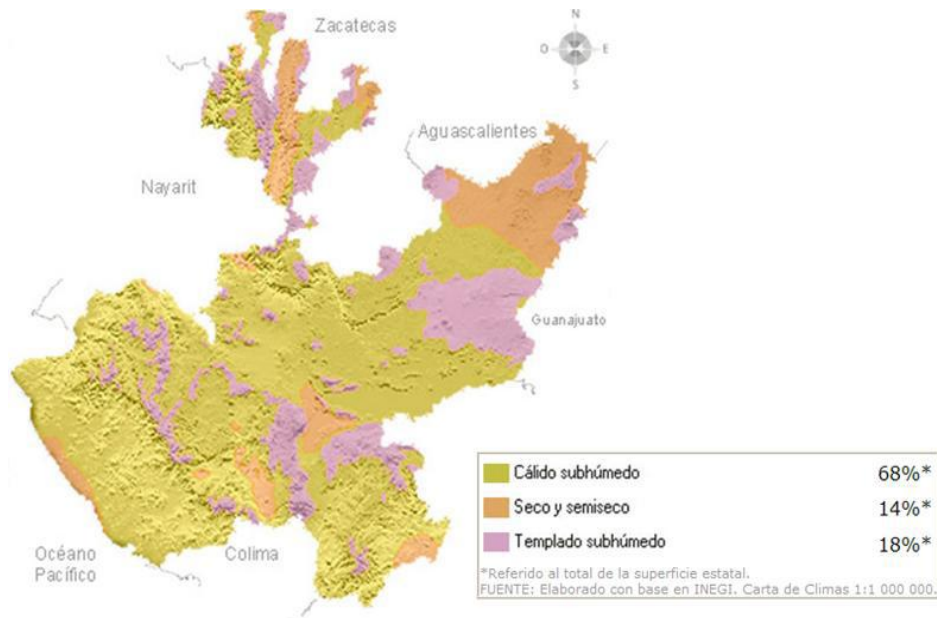 Zacatecas
N
O
E
S
Aguascalientes
Nayarit
Guanajuato
Océano
Pacífico
Colima
Cálido subhúmedo 68%*
Seco y semiseco 14%*
Templado subhúmedo 18%*
*Referido al total de la superficie estatal.
FUENTE: Elaborado con base en INEGI. Carta de Climas 1:1 000 000.